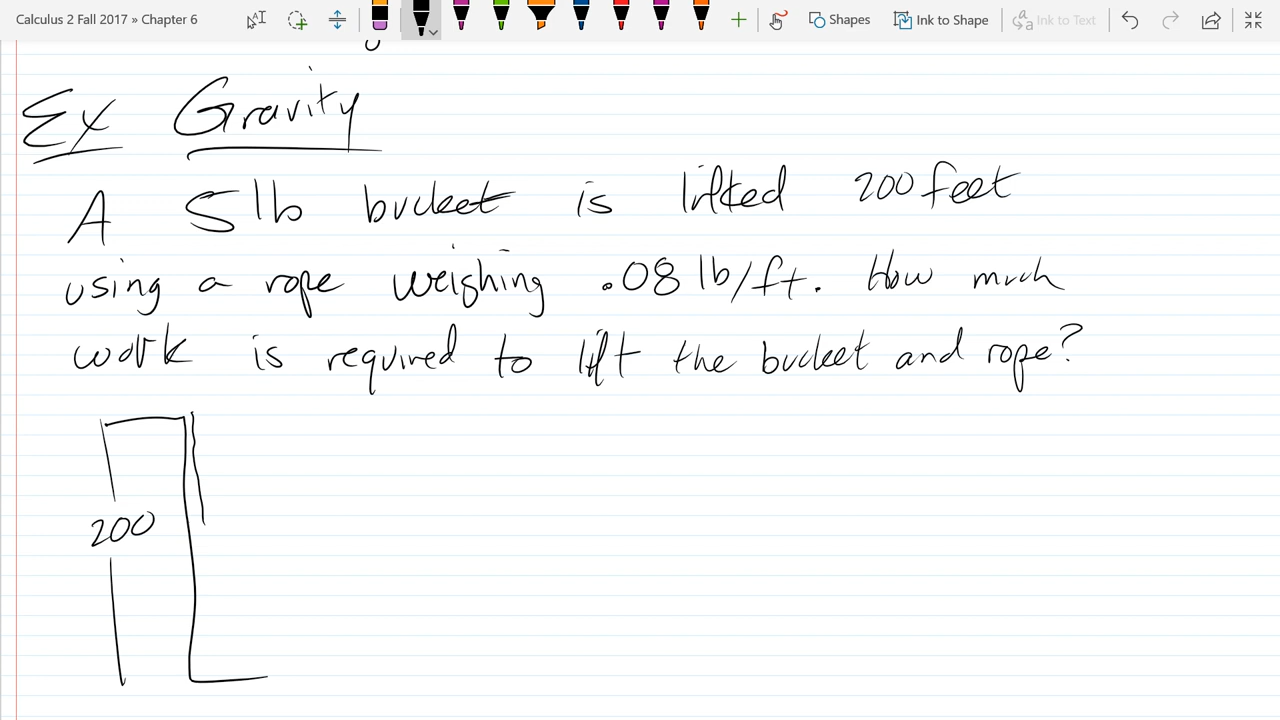 Calculus 2 Fall 2017 » Chapter 6
Shapes
Ink to Shape
Ink to Text
Ex Gravity
A 5 lb bucket is lifted 200 feet
using a rope weighing .08 lb/ft. How much
work is required to lift the bucket and rope?
200